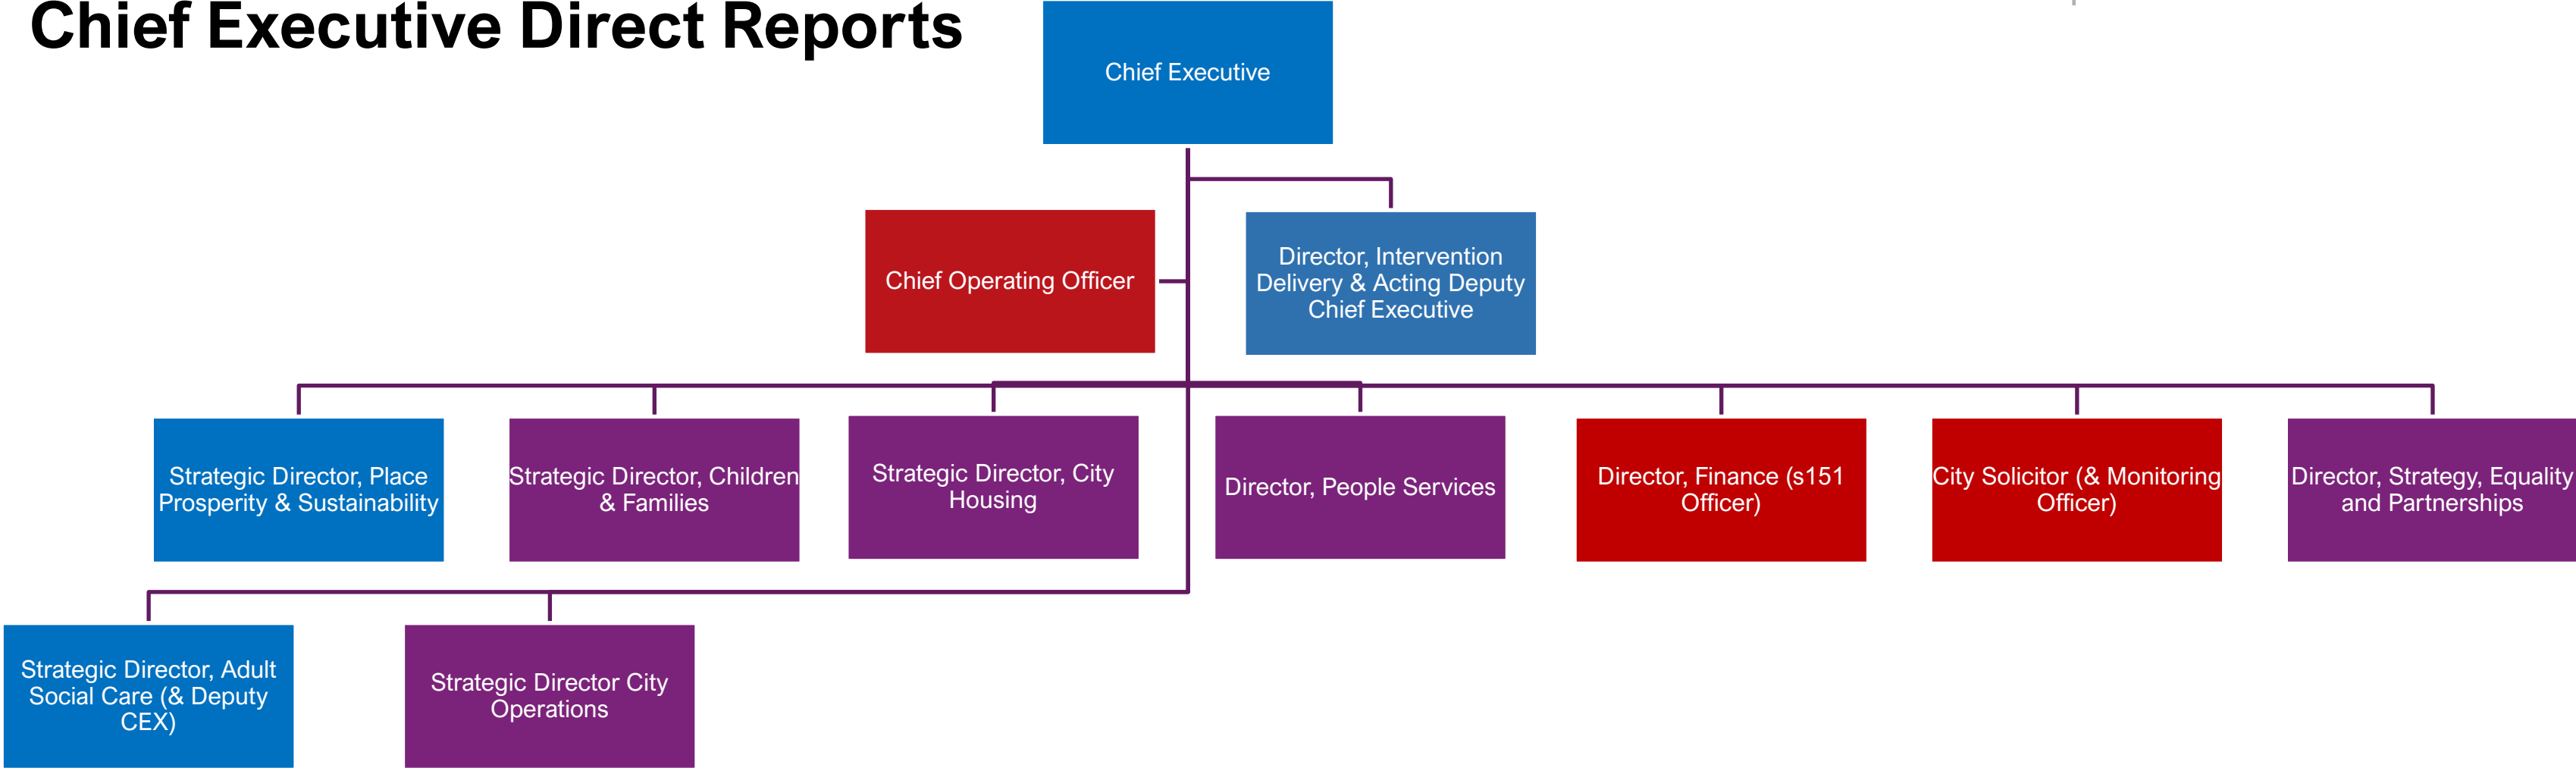 Chief Executive Direct Reports
Chief Executive
Chief Operating Officer
Director, Intervention
Delivery & Acting Deputy
Chief Executive
Strategic Director, Place
Prosperity & Sustainability
Strategic Director, Children
& Families
Strategic Director, City
Housing
Director, People Services
Director, Finance (s151
Officer)
City Solicitor (& Monitoring
Officer)
Director, Strategy, Equality
and Partnerships
Strategic Director, Adult
Social Care (& Deputy
CEX)
Strategic Director City
Operations